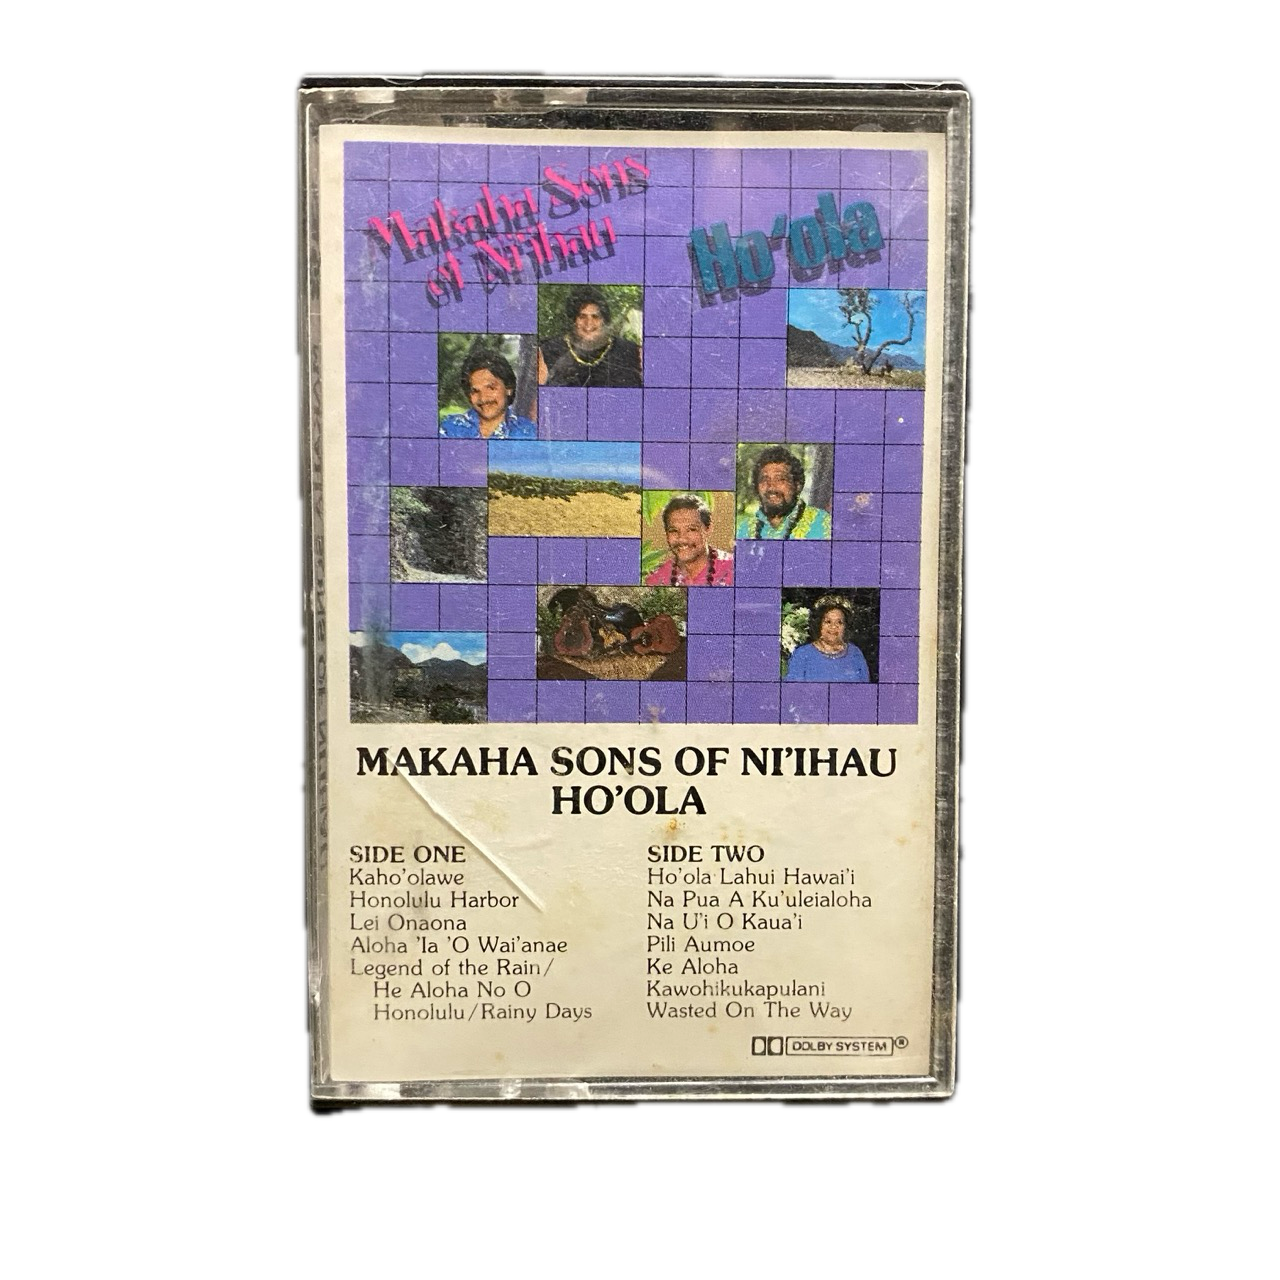 Makaha Sons
of Ni'ihau
Ho'ola
MAKAHA SONS OF NI'IHAU
HO'OLA
SIDE ONE
Kaho'olawe
Honolulu Harbor
Lei Onaona
Aloha 'Ia 'O Wai'anae
Legend of the Rain/
He Aloha No O
Honolulu/Rainy Days
SIDE TWO
Ho'ola Lahui Hawai'i
Na Pua A Ku'uleialoha
Na U'i O Kaua'i
Pili Aumoe
Ke Aloha
Kawohikukapulani
Wasted On The Way
DOLBY SYSTEM®